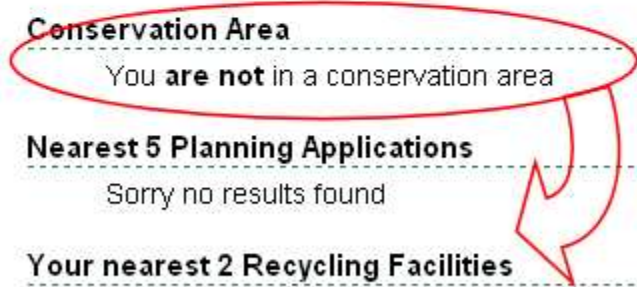 Conservation Area
You are not in a conservation area
Nearest 5 Planning Applications
Sorry no results found
Your nearest 2 Recycling Facilities